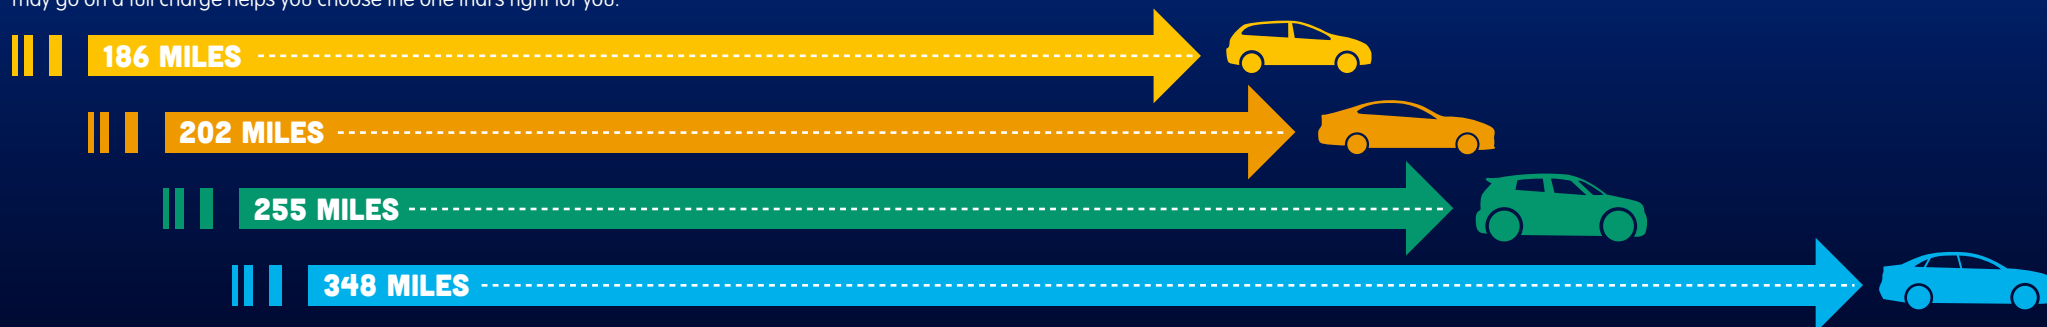 may go on a full charge helps you choose the one that's right for you.
186 MILES
202 MILES
255 MILES
348 MILES